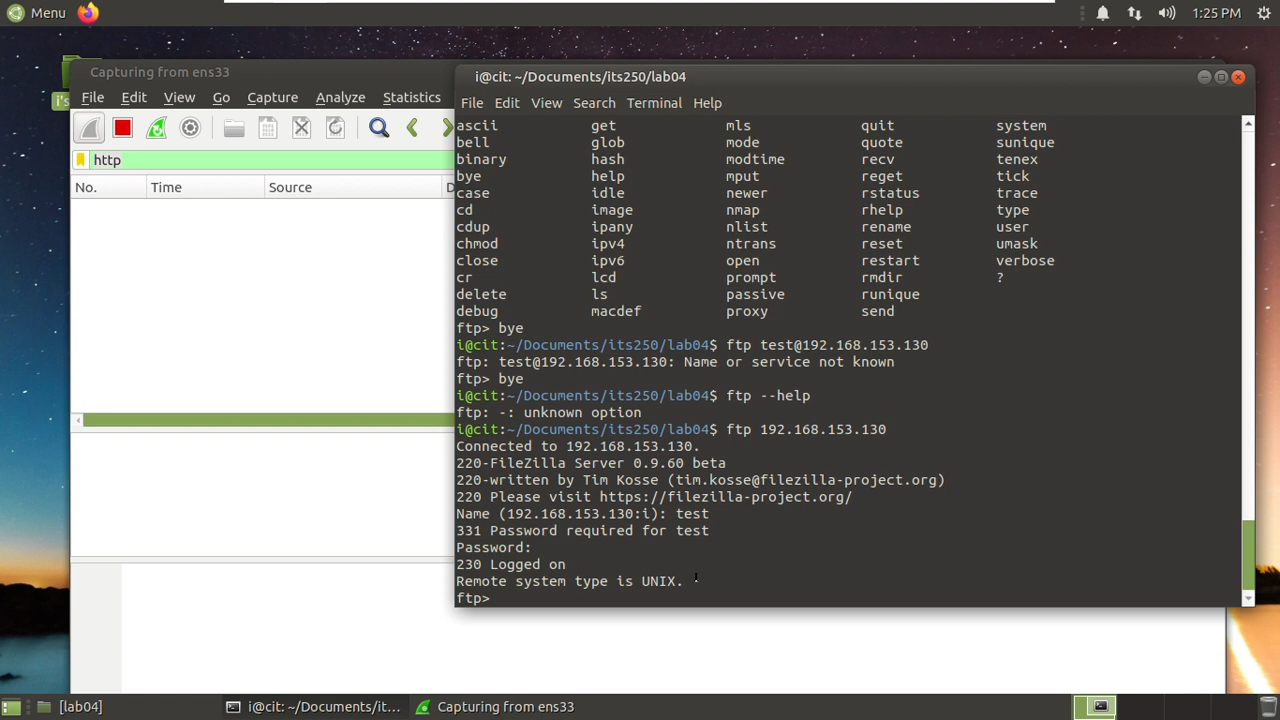 Menu
1:25 PM
i's
Capturing from ens33
File Edit View Go Capture Analyze Statistics
http
No. Time Source D
i@cit: ~/Documents/its250/lab04
File Edit View Search Terminal Help
ascii get mls quit system
bell glob mode quote sunique
binary hash modtime recv tenex
bye help mput reget tick
case idle newer rstatus trace
cd image nmap rhelp type
cdup ipany nlist rename user
chmod ipv4 ntrans reset umask
close ipv6 open restart verbose
cr lcd prompt rmdir ?
delete ls passive runique
debug macdef proxy send
ftp> bye
i@cit:~/Documents/its250/lab04$ ftp test@192.168.153.130
ftp: test@192.168.153.130: Name or service not known
ftp> bye
i@cit:~/Documents/its250/lab04$ ftp --help
ftp: -: unknown option
i@cit:~/Documents/its250/lab04$ ftp 192.168.153.130
Connected to 192.168.153.130.
220-FileZilla Server 0.9.60 beta
220-written by Tim Kosse (tim.kosse@filezilla-project.org)
220 Please visit https://filezilla-project.org/
Name (192.168.153.130:i): test
331 Password required for test
Password:
230 Logged on
Remote system type is UNIX.
ftp>
[lab04]
i@cit: ~/Documents/it...
Capturing from ens33